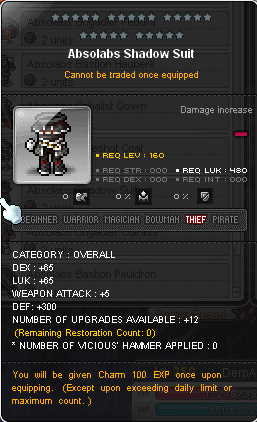 Absolabs Shadow Suit
Cannot be traded once equipped
Damage increase
REQ LEV : 160
REQ STR : 000 REQ LUK : 480
REQ DEX : 000 REQ INT : 000
0 % 0 % 0 %
BEGINNER WARRIOR MAGICIAN BOWMAN THIEF PIRATE
CATEGORY : OVERALL
DEX : +65
LUK : +65
WEAPON ATTACK : +5
DEF : +300
NUMBER OF UPGRADES AVAILABLE : +12
(Remaining Restoration Count: 0)
* NUMBER OF VICIOUS' HAMMER APPLIED : 0
You will be given Charm 100 EXP once upon
equipping. (Except upon exceeding daily limit or
maximum count. )